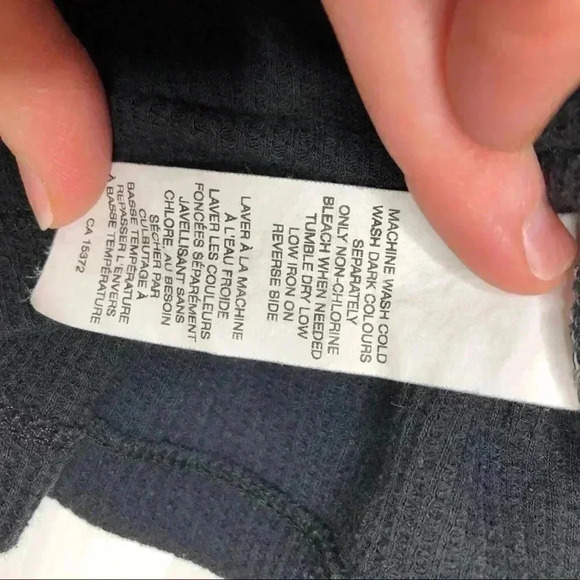 MACHINE WASH COLD
WASH DARK COLOURS
SEPARATELY
ONLY NON-CHLORINE
BLEACH WHEN NEEDED
TUMBLE DRY LOW
LOW IRON ON
REVERSE SIDE
LAVER À LA MACHINE
À L'EAU FROIDE
LAVER LES COULEURS
FONCÉES SÉPARÉMENT
JAVELLISANT SANS
CHLORE, AU BESOIN
SÉCHER PAR
CULBUTAGE À
BASSE TEMPÉRATURE
REPASSER L'ENVERS
À BASSE TEMPÉRATURE
CA 16372